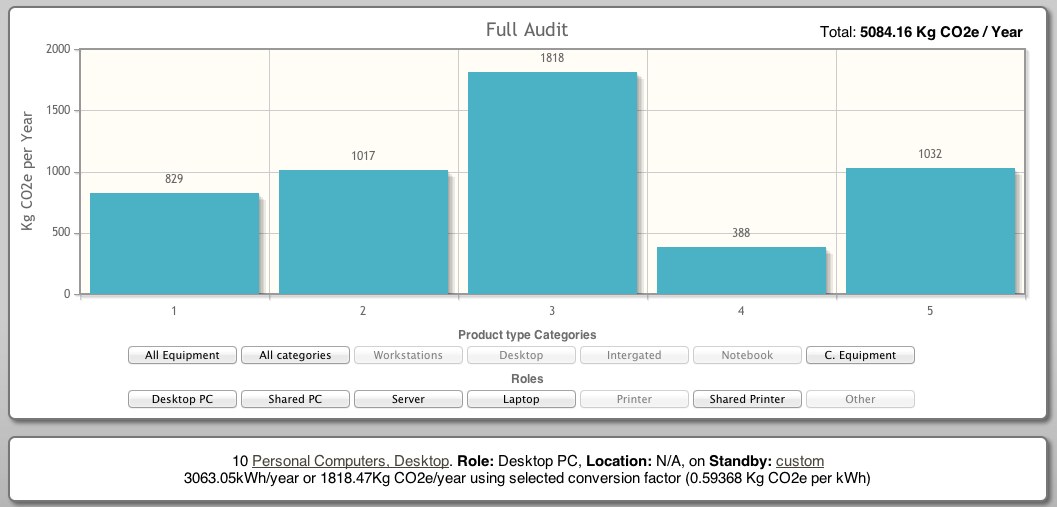 Full Audit
Total: 5084.16 Kg CO2e / Year
Kg CO2e per Year
2000
1500
1000
500
0
829
1017
1818
388
1032
1 2 3 4 5
Product type Categories
All Equipment All categories Workstations Desktop Intergated Notebook C. Equipment
Roles
Desktop PC Shared PC Server Laptop Printer Shared Printer Other
10 Personal Computers, Desktop. Role: Desktop PC, Location: N/A, on Standby: custom
3063.05kWh/year or 1818.47Kg CO2e/year using selected conversion factor (0.59368 Kg CO2e per kWh)